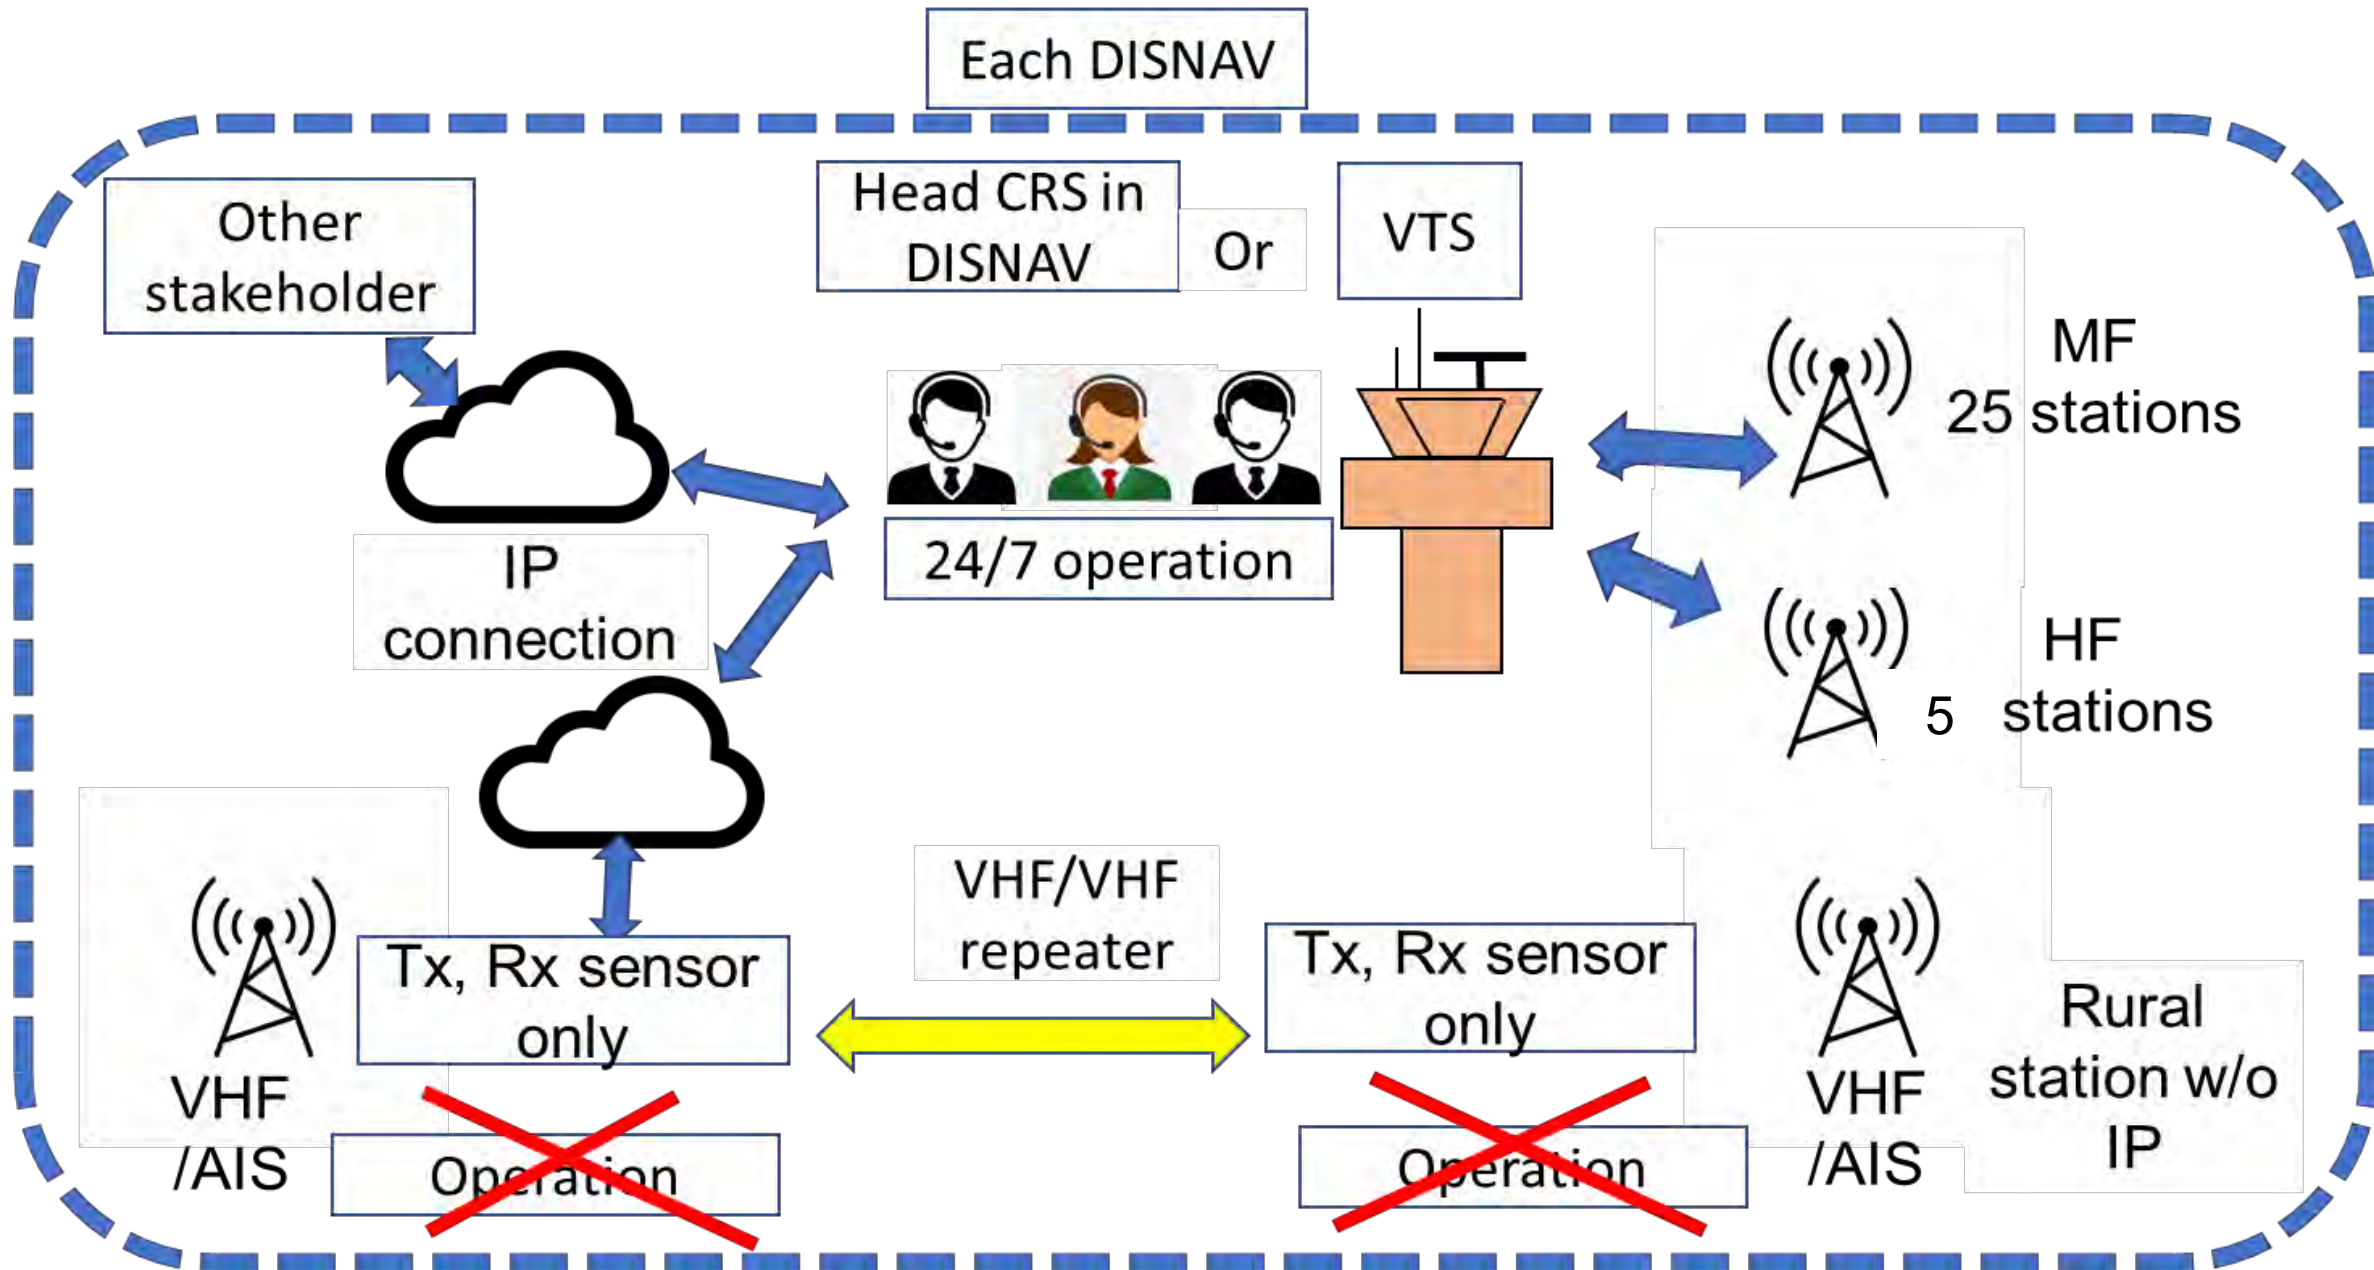 Each DISNAV
Other
stakeholder
Head CRS in
DISNAV
Or
VTS
MF
25 stations
24/7 operation
IP
connection
HF
5 stations
VHF/VHF
repeater
Tx, Rx sensor
only
VHF
/AIS
Operation
Tx, Rx sensor
only
Operation
VHF
/AIS
Rural
station w/o
IP